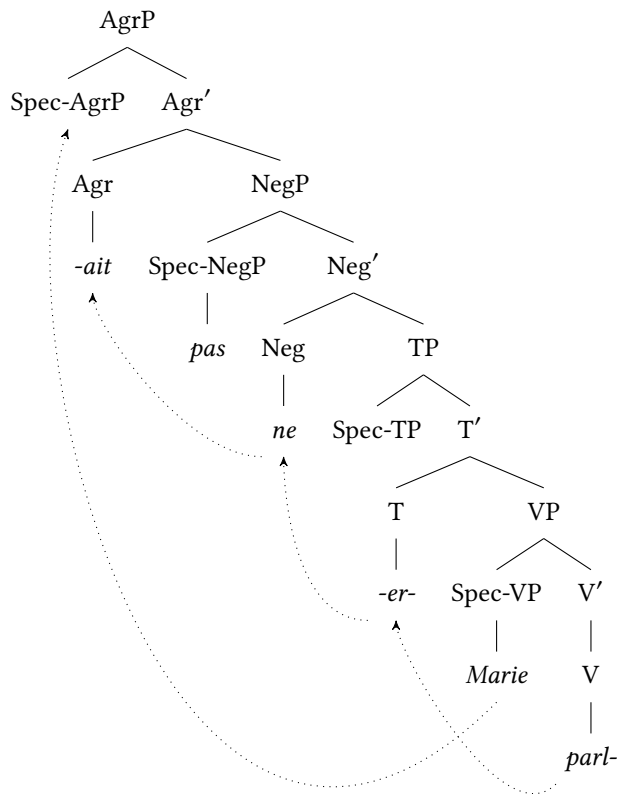 AgrP
Spec-AgrP Agr′
Agr NegP
-ait Spec-NegP Neg′
pas Neg TP
ne Spec-TP T′
T VP
-er- Spec-VP V′
Marie V
parl-